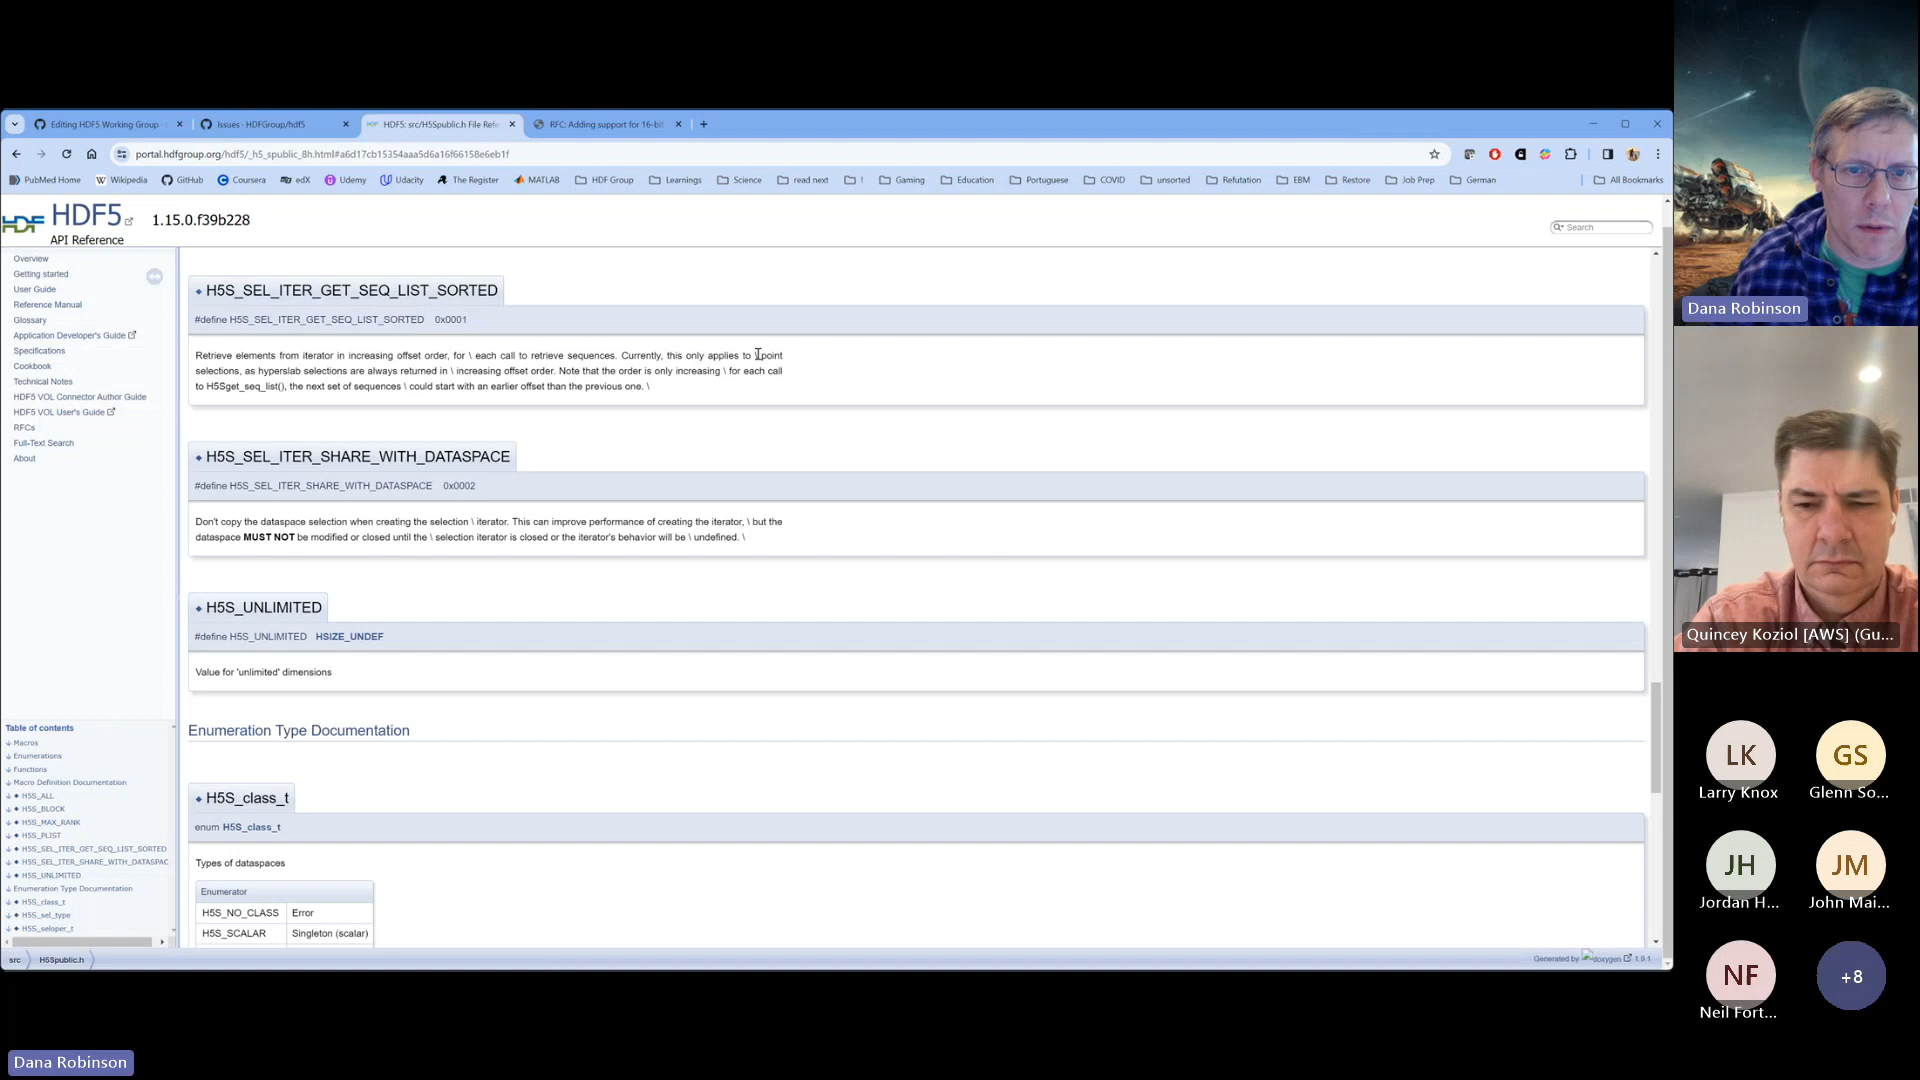 Editing HDF5 Working Group
Issues · HDFGroup/hdf5
HDF5: src/H5Spublic.h File Refe
RFC: Adding support for 16-bit
portal.hdfgroup.org/hdf5/_h5_spublic_8h.html#a6d17cb15354aaa5d6a16f66158e6eb1f
PubMed Home
Wikipedia
GitHub
Coursera
edX
Udemy
Udacity
The Register
MATLAB
HDF Group
Learnings
Science
read next
!
Gaming
Education
Portuguese
COVID
unsorted
Refutation
EBM
Restore
Job Prep
German
All Bookmarks
HDF
HDF5
1.15.0.f39b228
API Reference
Search
Overview
Getting started
User Guide
Reference Manual
Glossary
Application Developer's Guide
Specifications
Cookbook
Technical Notes
HDF5 VOL Connector Author Guide
HDF5 VOL User's Guide
RFCs
Full-Text Search
About
Table of contents
Macros
Enumerations
Functions
Macro Definition Documentation
H5S_ALL
H5S_BLOCK
H5S_MAX_RANK
H5S_PLIST
H5S_SEL_ITER_GET_SEQ_LIST_SORTED
H5S_SEL_ITER_SHARE_WITH_DATASPAC
H5S_UNLIMITED
Enumeration Type Documentation
H5S_class_t
H5S_sel_type
H5S_seloper_t
H5S_SEL_ITER_GET_SEQ_LIST_SORTED
#define H5S_SEL_ITER_GET_SEQ_LIST_SORTED 0x0001
Retrieve elements from iterator in increasing offset order, for \ each call to retrieve sequences. Currently, this only applies to \ point
selections, as hyperslab selections are always returned in \ increasing offset order. Note that the order is only increasing \ for each call
to H5Sget_seq_list(), the next set of sequences \ could start with an earlier offset than the previous one. \
H5S_SEL_ITER_SHARE_WITH_DATASPACE
#define H5S_SEL_ITER_SHARE_WITH_DATASPACE 0x0002
Don't copy the dataspace selection when creating the selection \ iterator. This can improve performance of creating the iterator, \ but the
dataspace MUST NOT be modified or closed until the \ selection iterator is closed or the iterator's behavior will be \ undefined. \
H5S_UNLIMITED
#define H5S_UNLIMITED HSIZE_UNDEF
Value for 'unlimited' dimensions
Enumeration Type Documentation
H5S_class_t
enum H5S_class_t
Types of dataspaces
Enumerator
H5S_NO_CLASS Error
H5S_SCALAR Singleton (scalar)
src
H5Spublic.h
Generated by doxygen 1.9.1
Dana Robinson
Quincey Koziol [AWS] (Gu...
LK
Larry Knox
GS
Glenn So...
JH
Jordan H...
JM
John Mai...
NF
Neil Fort...
+8
Dana Robinson